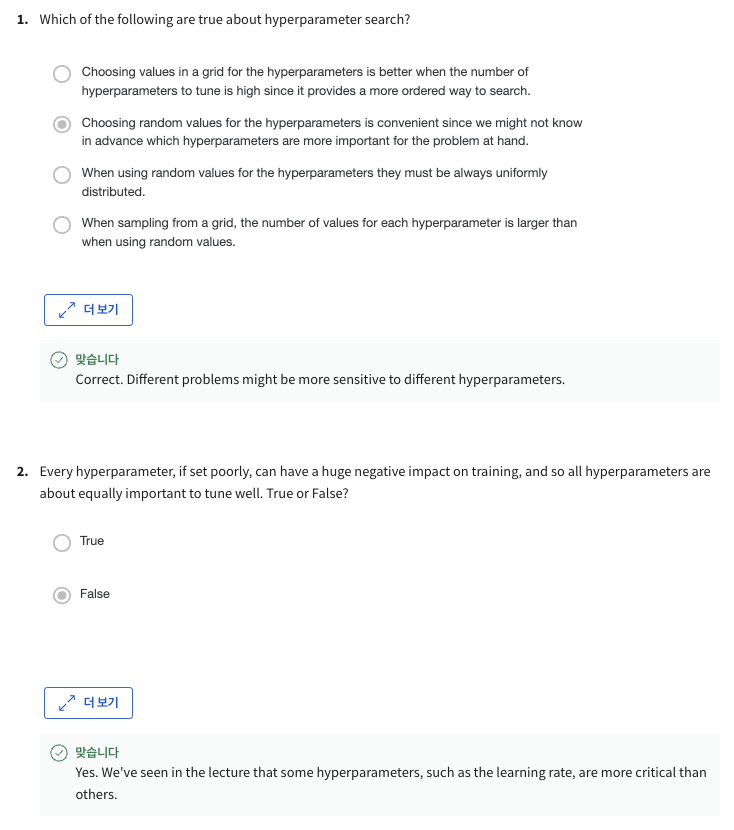 1. Which of the following are true about hyperparameter search?
Choosing values in a grid for the hyperparameters is better when the number of
hyperparameters to tune is high since it provides a more ordered way to search.
Choosing random values for the hyperparameters is convenient since we might not know
in advance which hyperparameters are more important for the problem at hand.
When using random values for the hyperparameters they must be always uniformly
distributed.
When sampling from a grid, the number of values for each hyperparameter is larger than
when using random values.
더 보기
맞습니다
Correct. Different problems might be more sensitive to different hyperparameters.
2. Every hyperparameter, if set poorly, can have a huge negative impact on training, and so all hyperparameters are
about equally important to tune well. True or False?
True
False
더 보기
맞습니다
Yes. We've seen in the lecture that some hyperparameters, such as the learning rate, are more critical than
others.